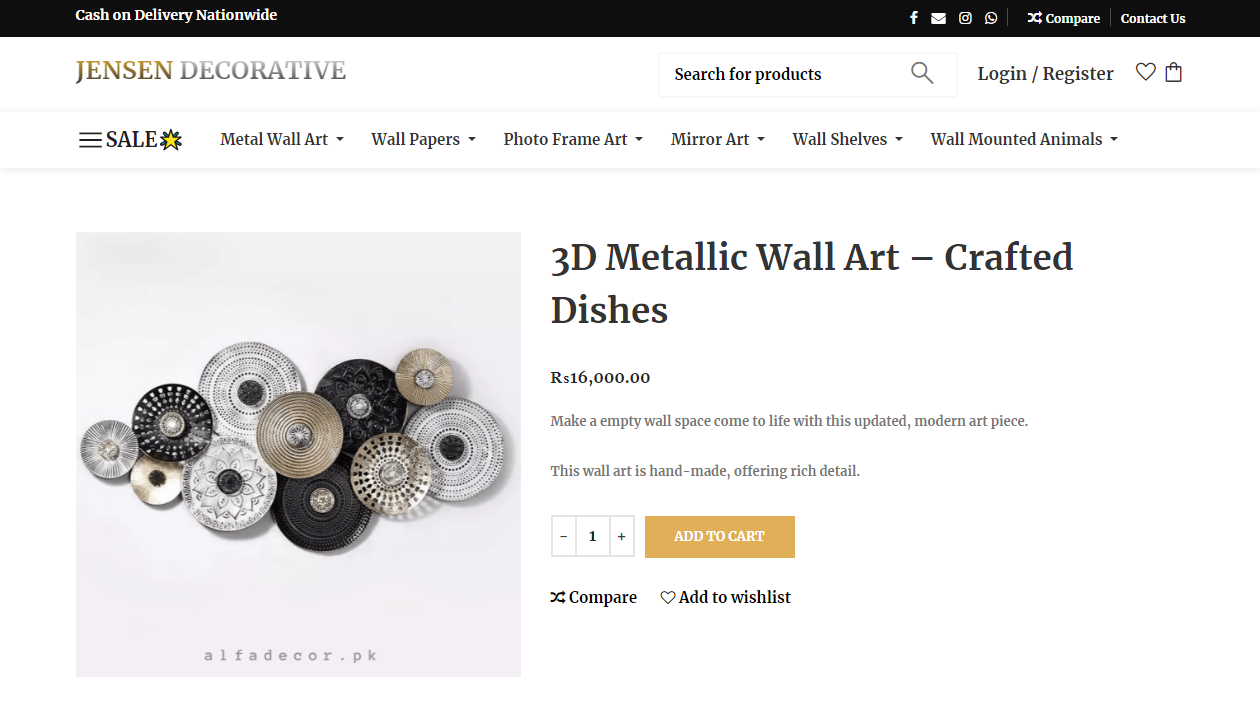 Cash on Delivery Nationwide
Compare
Contact Us
JENSEN DECORATIVE
Search for products
Login / Register
SALE
Metal Wall Art
Wall Papers
Photo Frame Art
Mirror Art
Wall Shelves
Wall Mounted Animals
3D Metallic Wall Art – Crafted
Dishes
₨16,000.00
Make a empty wall space come to life with this updated, modern art piece.
This wall art is hand-made, offering rich detail.
- 1 +
ADD TO CART
Compare
Add to wishlist
alfadecor.pk